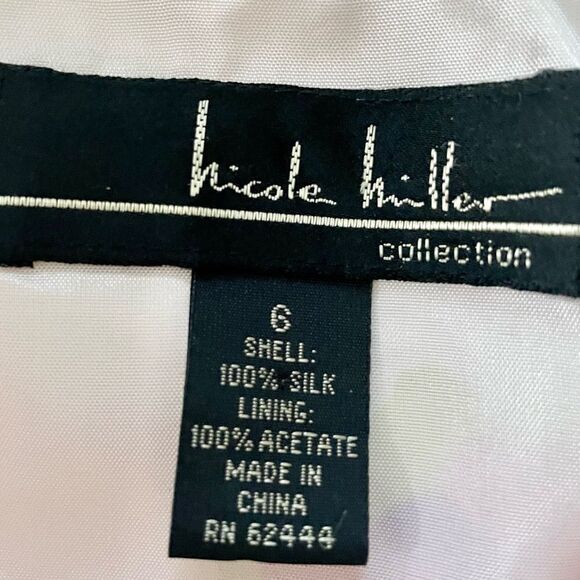 nicole miller
collection
6
SHELL:
100% SILK
LINING:
100% ACETATE
MADE IN
CHINA
RN 62444